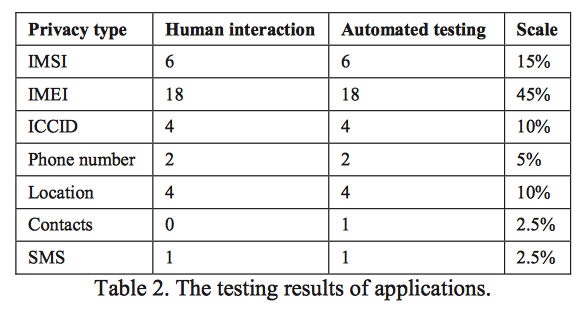 Privacy type Human interaction Automated testing Scale
IMSI 6 6 15%
IMEI 18 18 45%
ICCID 4 4 10%
Phone number 2 2 5%
Location 4 4 10%
Contacts 0 1 2.5%
SMS 1 1 2.5%
Table 2. The testing results of applications.